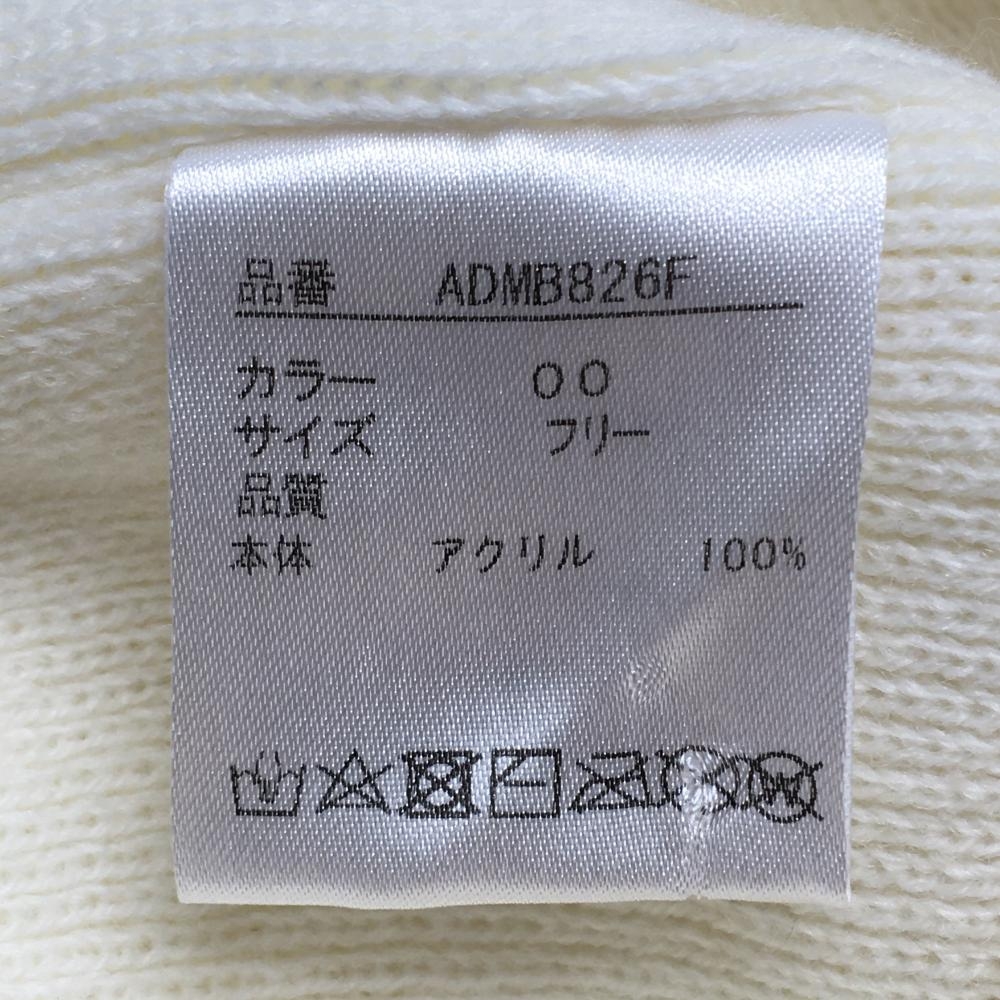 品番 ADMB826F
カラー 00
サイズ フリー
品質
本体 アクリル 100%